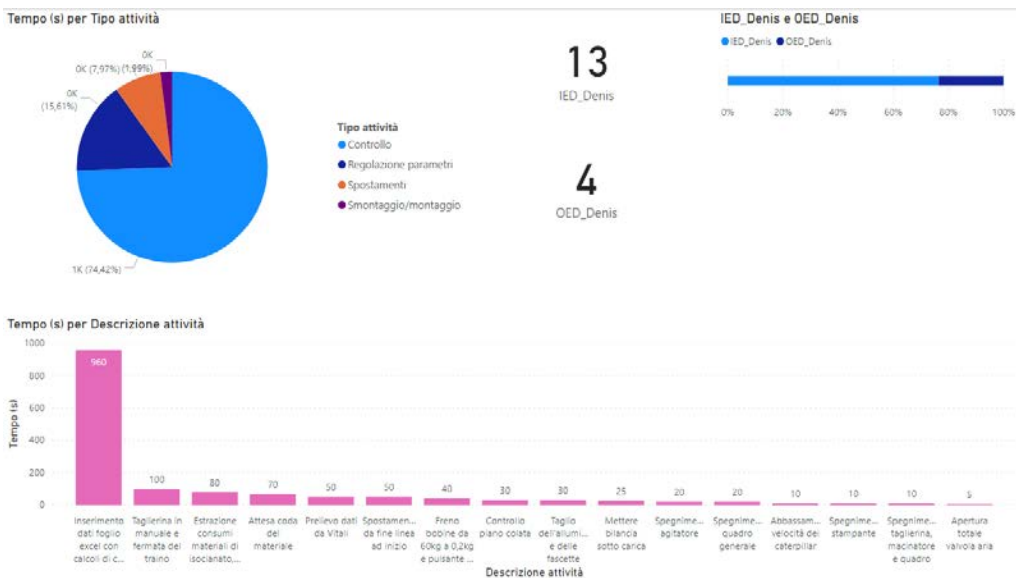 Tempo (s) per Tipo attività
0K
0K (7,97%) (1,99%)
0K
(15,61%)
1K (74,42%)
Tipo attività
Controllo
Regolazione parametri
Spostamenti
Smontaggio/montaggio
13
IED_Denis
4
OED_Denis
IED_Denis e OED_Denis
IED_Denis OED_Denis
0% 20% 40% 60% 80% 100%
Tempo (s) per Descrizione attività
1000
800
600
400
200
0
Tempo (s)
960
100
80
70
50
50
40
30
30
25
20
20
10
10
10
5
Inserimento
dati foglio
excel con
calcoli di c...
Taglierina in
manuale e
fermata del
traino
Estrazione
consumi
materiali di
isocianato,...
Attesa coda
del
materiale
Prelievo dati
da Vitali
Spostamen...
da fine linea
ad inizio
Freno
bobine da
60kg a 0,2kg
e pulsante ...
Controllo
piano colata
Taglio
dell'allumi...
e delle
fascette
Mettere
bilancia
sotto carica
Spegnime...
agitatore
Spegnime...
quadro
generale
Abbassam...
velocità dei
caterpillar
Spegnime...
stampante
Spegnime...
taglierina,
macinatore
e quadro
Apertura
totale
valvola aria
Descrizione attività